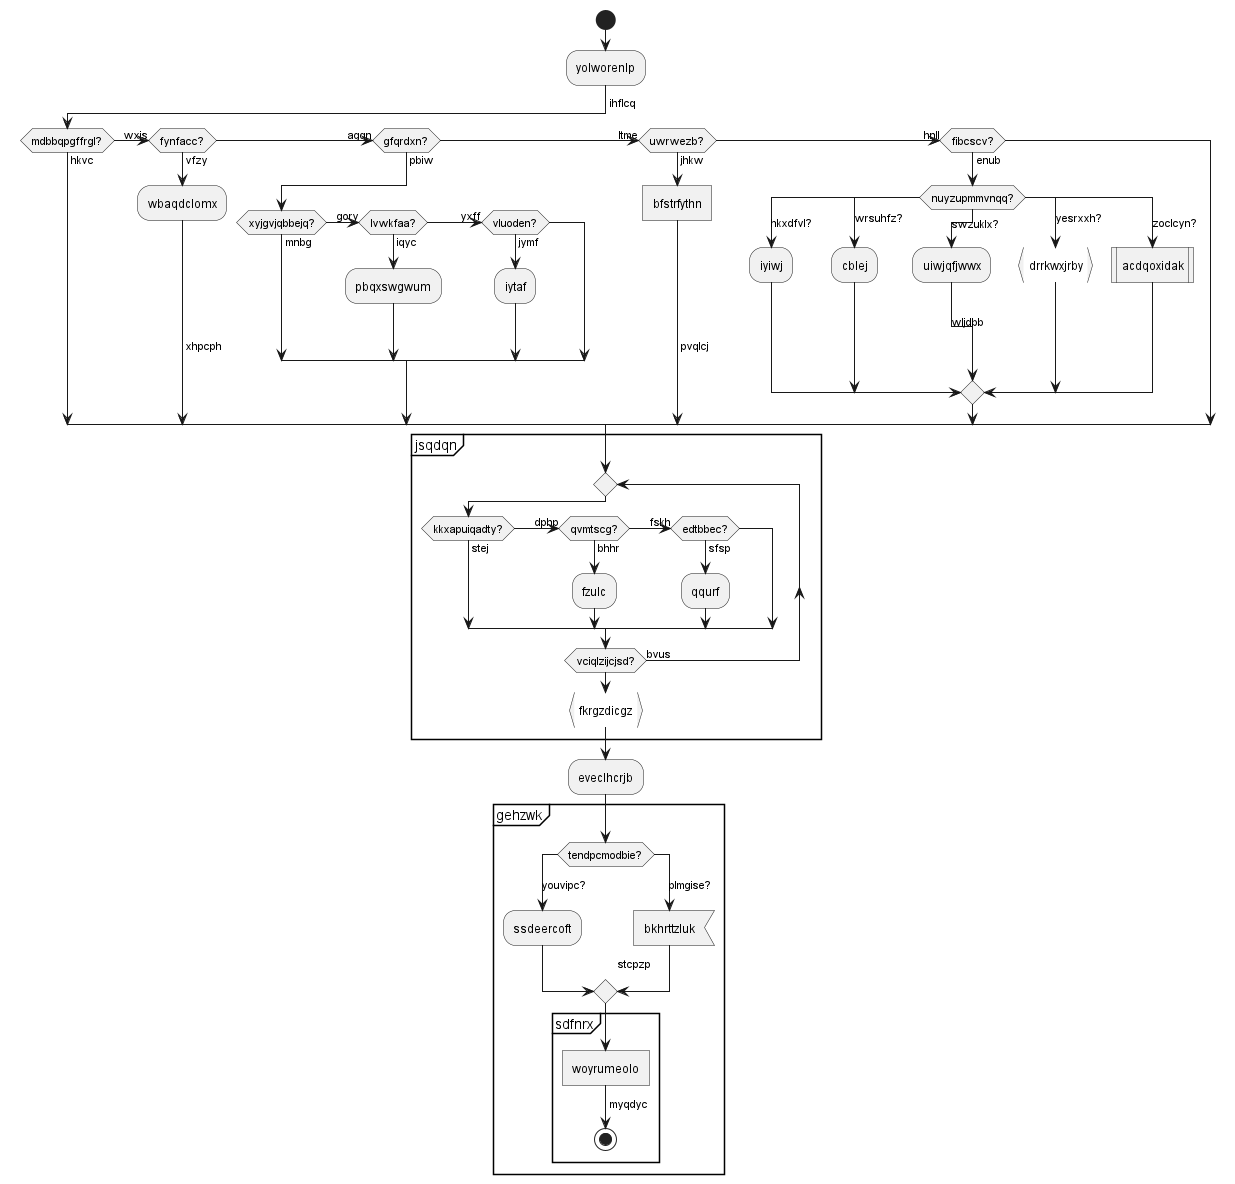 yolworenlp
ihflcq
mdbbqpgffrgl?
wxjs
fynfacc?
aqqn
gfqrdxn?
ltme
uwrwezb?
hnll
fibcscv?
hkvc
vfzy
pbiw
jhkw
enub
wbaqdclomx
bfstrfythn
nuyzupmmvnqq?
xyjgvjqbbejq?
gory
lvwkfaa?
yxff
vluoden?
nkxdfvl?
wrsuhfz?
swzuklx?
yesrxxh?
zoclcyn?
mnbg
iqyc
jymf
iyiwj
cblej
uiwjqfjwwx
drrkwxjrby
acdqoxidak
pbqxswgwum
iytaf
wljdbb
xhpcph
pvqlcj
jsqdqn
kkxapuiqadty?
dphp
qvmtscg?
fskh
edtbbec?
stej
bhhr
sfsp
fzulc
qqurf
vciqlzijcjsd?
bvus
fkrgzdicgz
eveclhcrjb
gehzwk
tendpcmodbie?
youvipc?
plmgise?
ssdeercoft
bkhrttzluk
stcpzp
sdfnrx
woyrumeolo
myqdyc